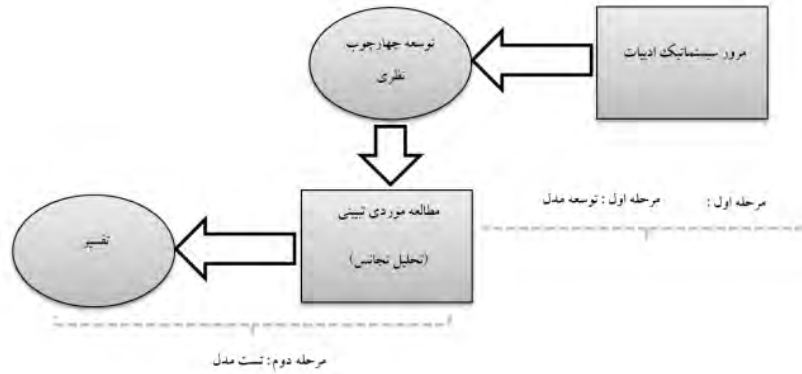 مرور سیستماتیک ادبیات
توسعه چهارچوب
نظری
مطالعه موردی تبیینی
(تحلیل تجانس)
تفسیر
مرحله اول :
مرحله اول : توسعه مدل
مرحله دوم: تست مدل